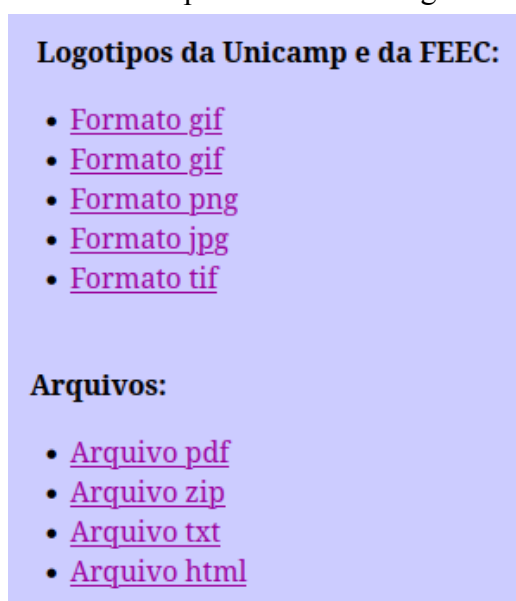 Logotipos da Unicamp e da FEEC:
• Formato gif
• Formato gif
• Formato png
• Formato jpg
• Formato tif
Arquivos:
• Arquivo pdf
• Arquivo zip
• Arquivo txt
• Arquivo html